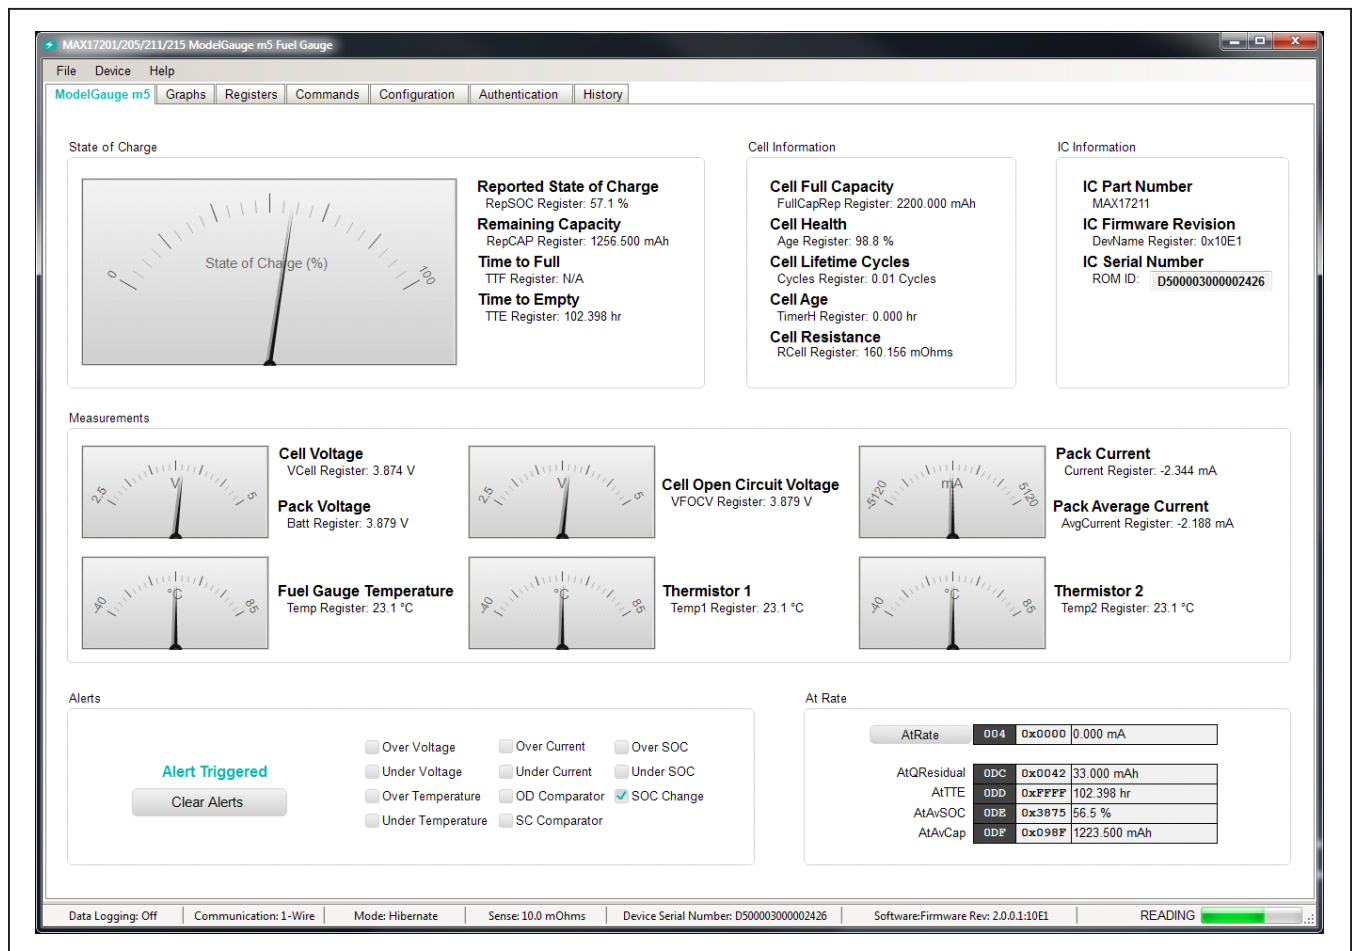 MAX17201/205/211/215 ModelGauge m5 Fuel Gauge
File Device Help
ModelGauge m5 Graphs Registers Commands Configuration Authentication History
State of Charge
0
State of Charge (%)
100
Reported State of Charge
RepSOC Register: 57.1 %
Remaining Capacity
RepCAP Register: 1256.500 mAh
Time to Full
TTF Register: N/A
Time to Empty
TTE Register: 102.398 hr
Cell Information
Cell Full Capacity
FullCapRep Register: 2200.000 mAh
Cell Health
Age Register: 98.8 %
Cell Lifetime Cycles
Cycles Register: 0.01 Cycles
Cell Age
TimerH Register: 0.000 hr
Cell Resistance
RCell Register: 160.156 mOhms
IC Information
IC Part Number
MAX17211
IC Firmware Revision
DevName Register: 0x10E1
IC Serial Number
ROM ID: D500003000002426
Measurements
2.5 V 5
Cell Voltage
VCell Register: 3.874 V
Pack Voltage
Batt Register: 3.879 V
2.5 V 5
Cell Open Circuit Voltage
VFOCV Register: 3.879 V
-5120 mA 5120
Pack Current
Current Register: -2.344 mA
Pack Average Current
AvgCurrent Register: -2.188 mA
-40 °C 85
Fuel Gauge Temperature
Temp Register: 23.1 °C
-40 °C 85
Thermistor 1
Temp1 Register: 23.1 °C
-40 °C 85
Thermistor 2
Temp2 Register: 23.1 °C
Alerts
Alert Triggered
Clear Alerts
Over Voltage Over Current Over SOC
Under Voltage Under Current Under SOC
Over Temperature OD Comparator SOC Change
Under Temperature SC Comparator
At Rate
AtRate 004 0x0000 0.000 mA
AtQResidual 0DC 0x0042 33.000 mAh
AtTTE 0DD 0xFFFF 102.398 hr
AtAvSOC 0DE 0x3875 56.5 %
AtAvCap 0DF 0x098F 1223.500 mAh
Data Logging: Off Communication: 1-Wire Mode: Hibernate Sense: 10.0 mOhms Device Serial Number: D500003000002426 Software:Firmware Rev: 2.0.0.1:10E1 READING